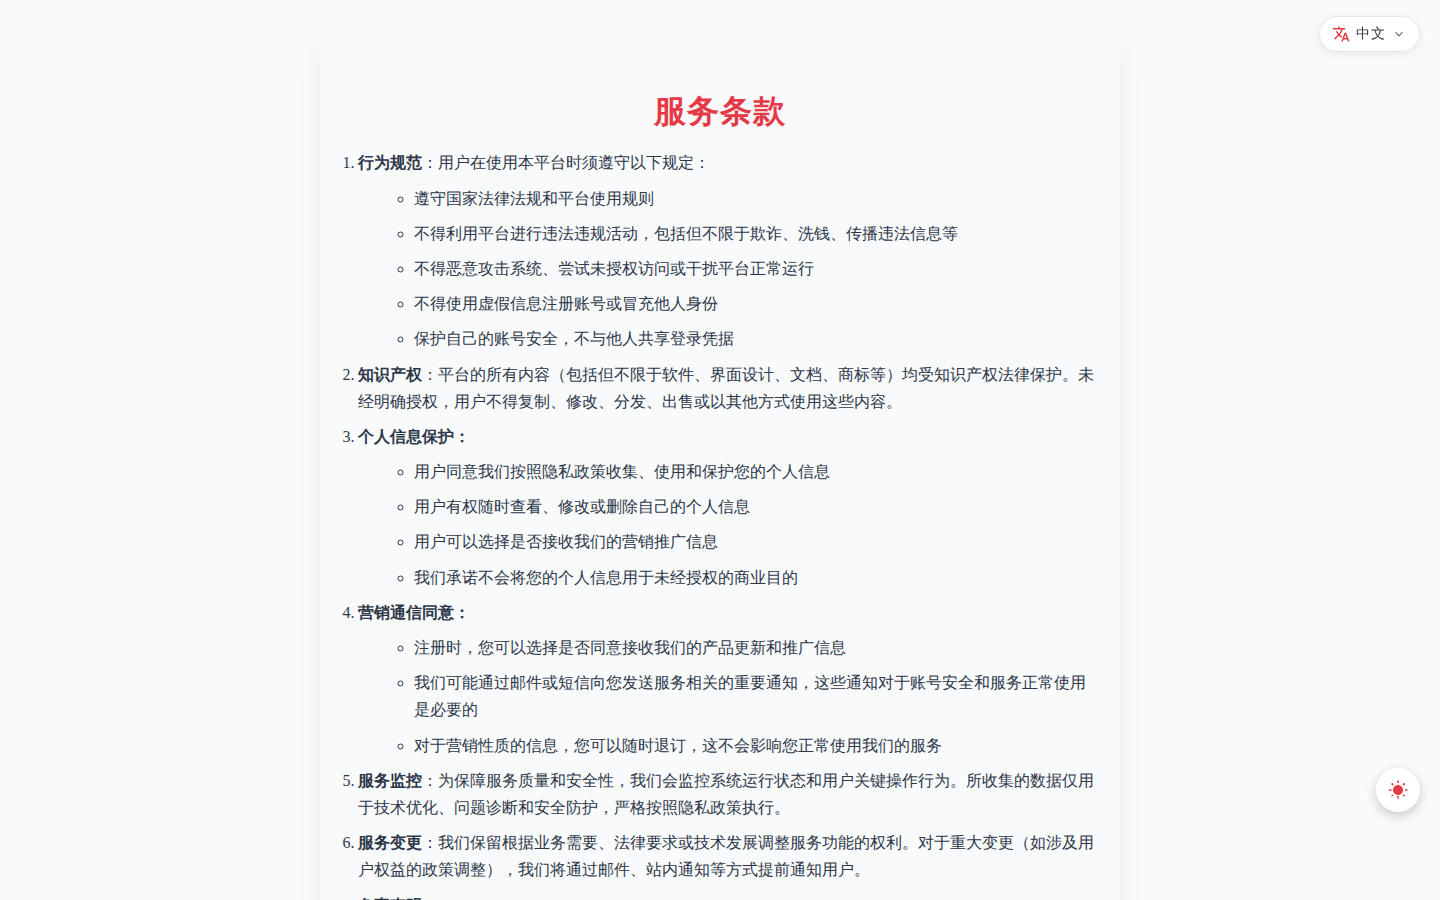 中文
服务条款
1. 行为规范：用户在使用本平台时须遵守以下规定：
遵守国家法律法规和平台使用规则
不得利用平台进行违法违规活动，包括但不限于欺诈、洗钱、传播违法信息等
不得恶意攻击系统、尝试未授权访问或干扰平台正常运行
不得使用虚假信息注册账号或冒充他人身份
保护自己的账号安全，不与他人共享登录凭据
2. 知识产权：平台的所有内容（包括但不限于软件、界面设计、文档、商标等）均受知识产权法律保护。未
经明确授权，用户不得复制、修改、分发、出售或以其他方式使用这些内容。
3. 个人信息保护：
用户同意我们按照隐私政策收集、使用和保护您的个人信息
用户有权随时查看、修改或删除自己的个人信息
用户可以选择是否接收我们的营销推广信息
我们承诺不会将您的个人信息用于未经授权的商业目的
4. 营销通信同意：
注册时，您可以选择是否同意接收我们的产品更新和推广信息
我们可能通过邮件或短信向您发送服务相关的重要通知，这些通知对于账号安全和服务正常使用
是必要的
对于营销性质的信息，您可以随时退订，这不会影响您正常使用我们的服务
5. 服务监控：为保障服务质量和安全性，我们会监控系统运行状态和用户关键操作行为。所收集的数据仅用
于技术优化、问题诊断和安全防护，严格按照隐私政策执行。
6. 服务变更：我们保留根据业务需要、法律要求或技术发展调整服务功能的权利。对于重大变更（如涉及用
户权益的政策调整），我们将通过邮件、站内通知等方式提前通知用户。